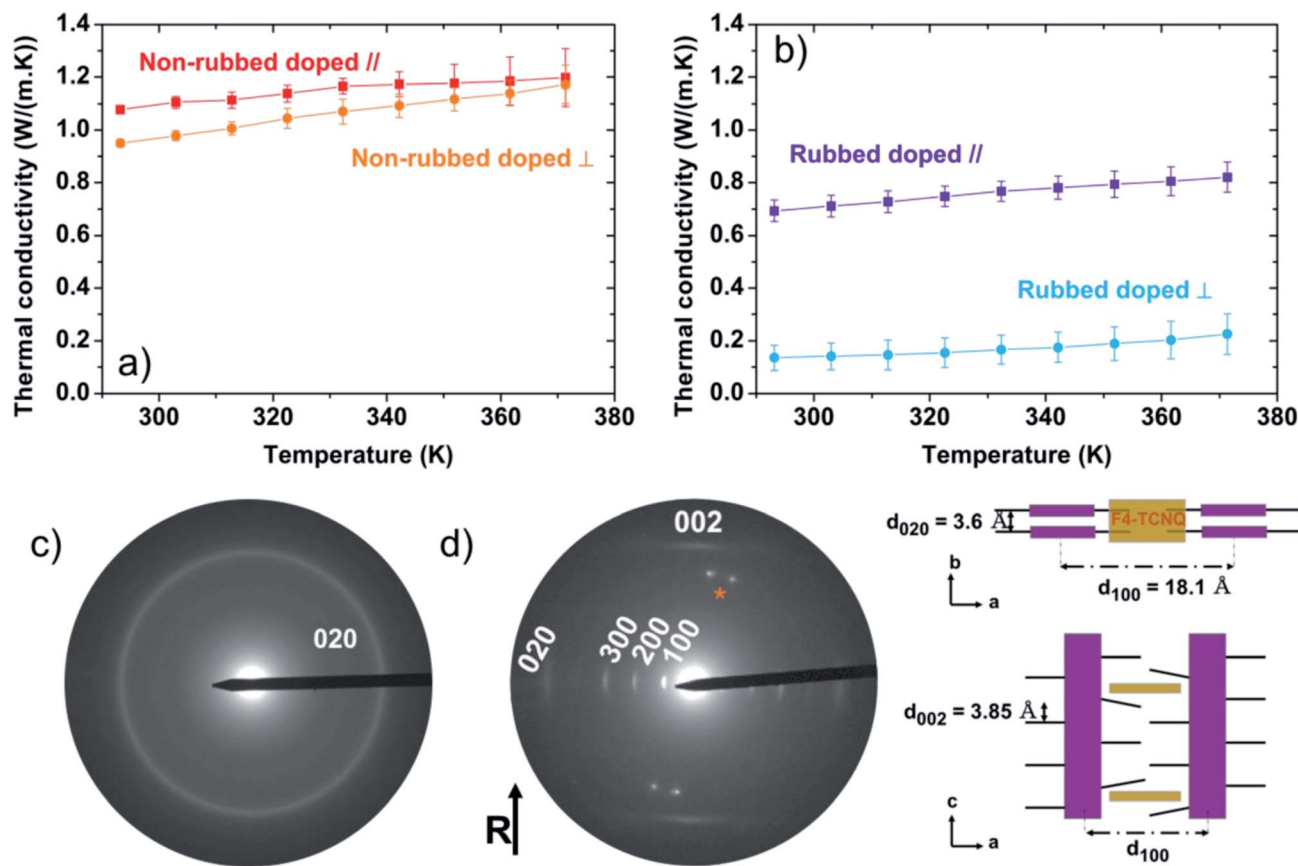 1.4
1.2
1.0
0.8
0.6
0.4
0.2
0.0
Thermal conductivity (W/(m.K))
Non-rubbed doped //
Non-rubbed doped ⊥
a)
300 320 340 360 380
Temperature (K)
1.4
1.2
1.0
0.8
0.6
0.4
0.2
0.0
Thermal conductivity (W/(m.K))
b)
Rubbed doped //
Rubbed doped ⊥
300 320 340 360 380
Temperature (K)
c)
020
d)
002
*
020
300
200
100
R
F4-TCNQ
d020 = 3.6 Å
b
a
d100 = 18.1 Å
d002 = 3.85 Å
c
a
d100